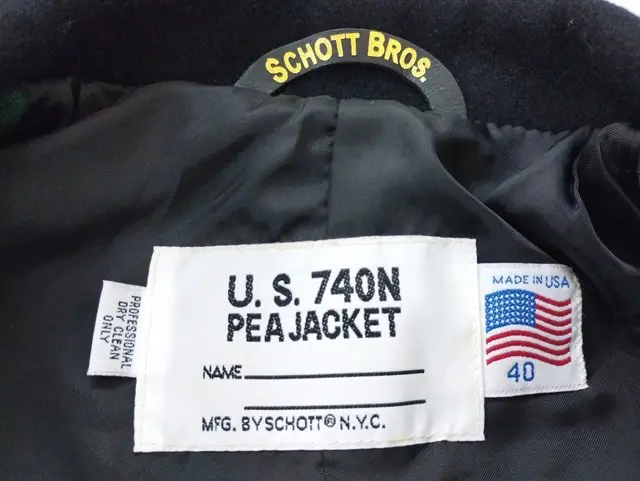 SCHOTT BROS.
U. S. 740N
PEAJACKET
NAME
MFG. BY SCHOTT® N.Y.C.
PROFESSIONAL
DRY CLEAN
ONLY
MADE IN USA
40